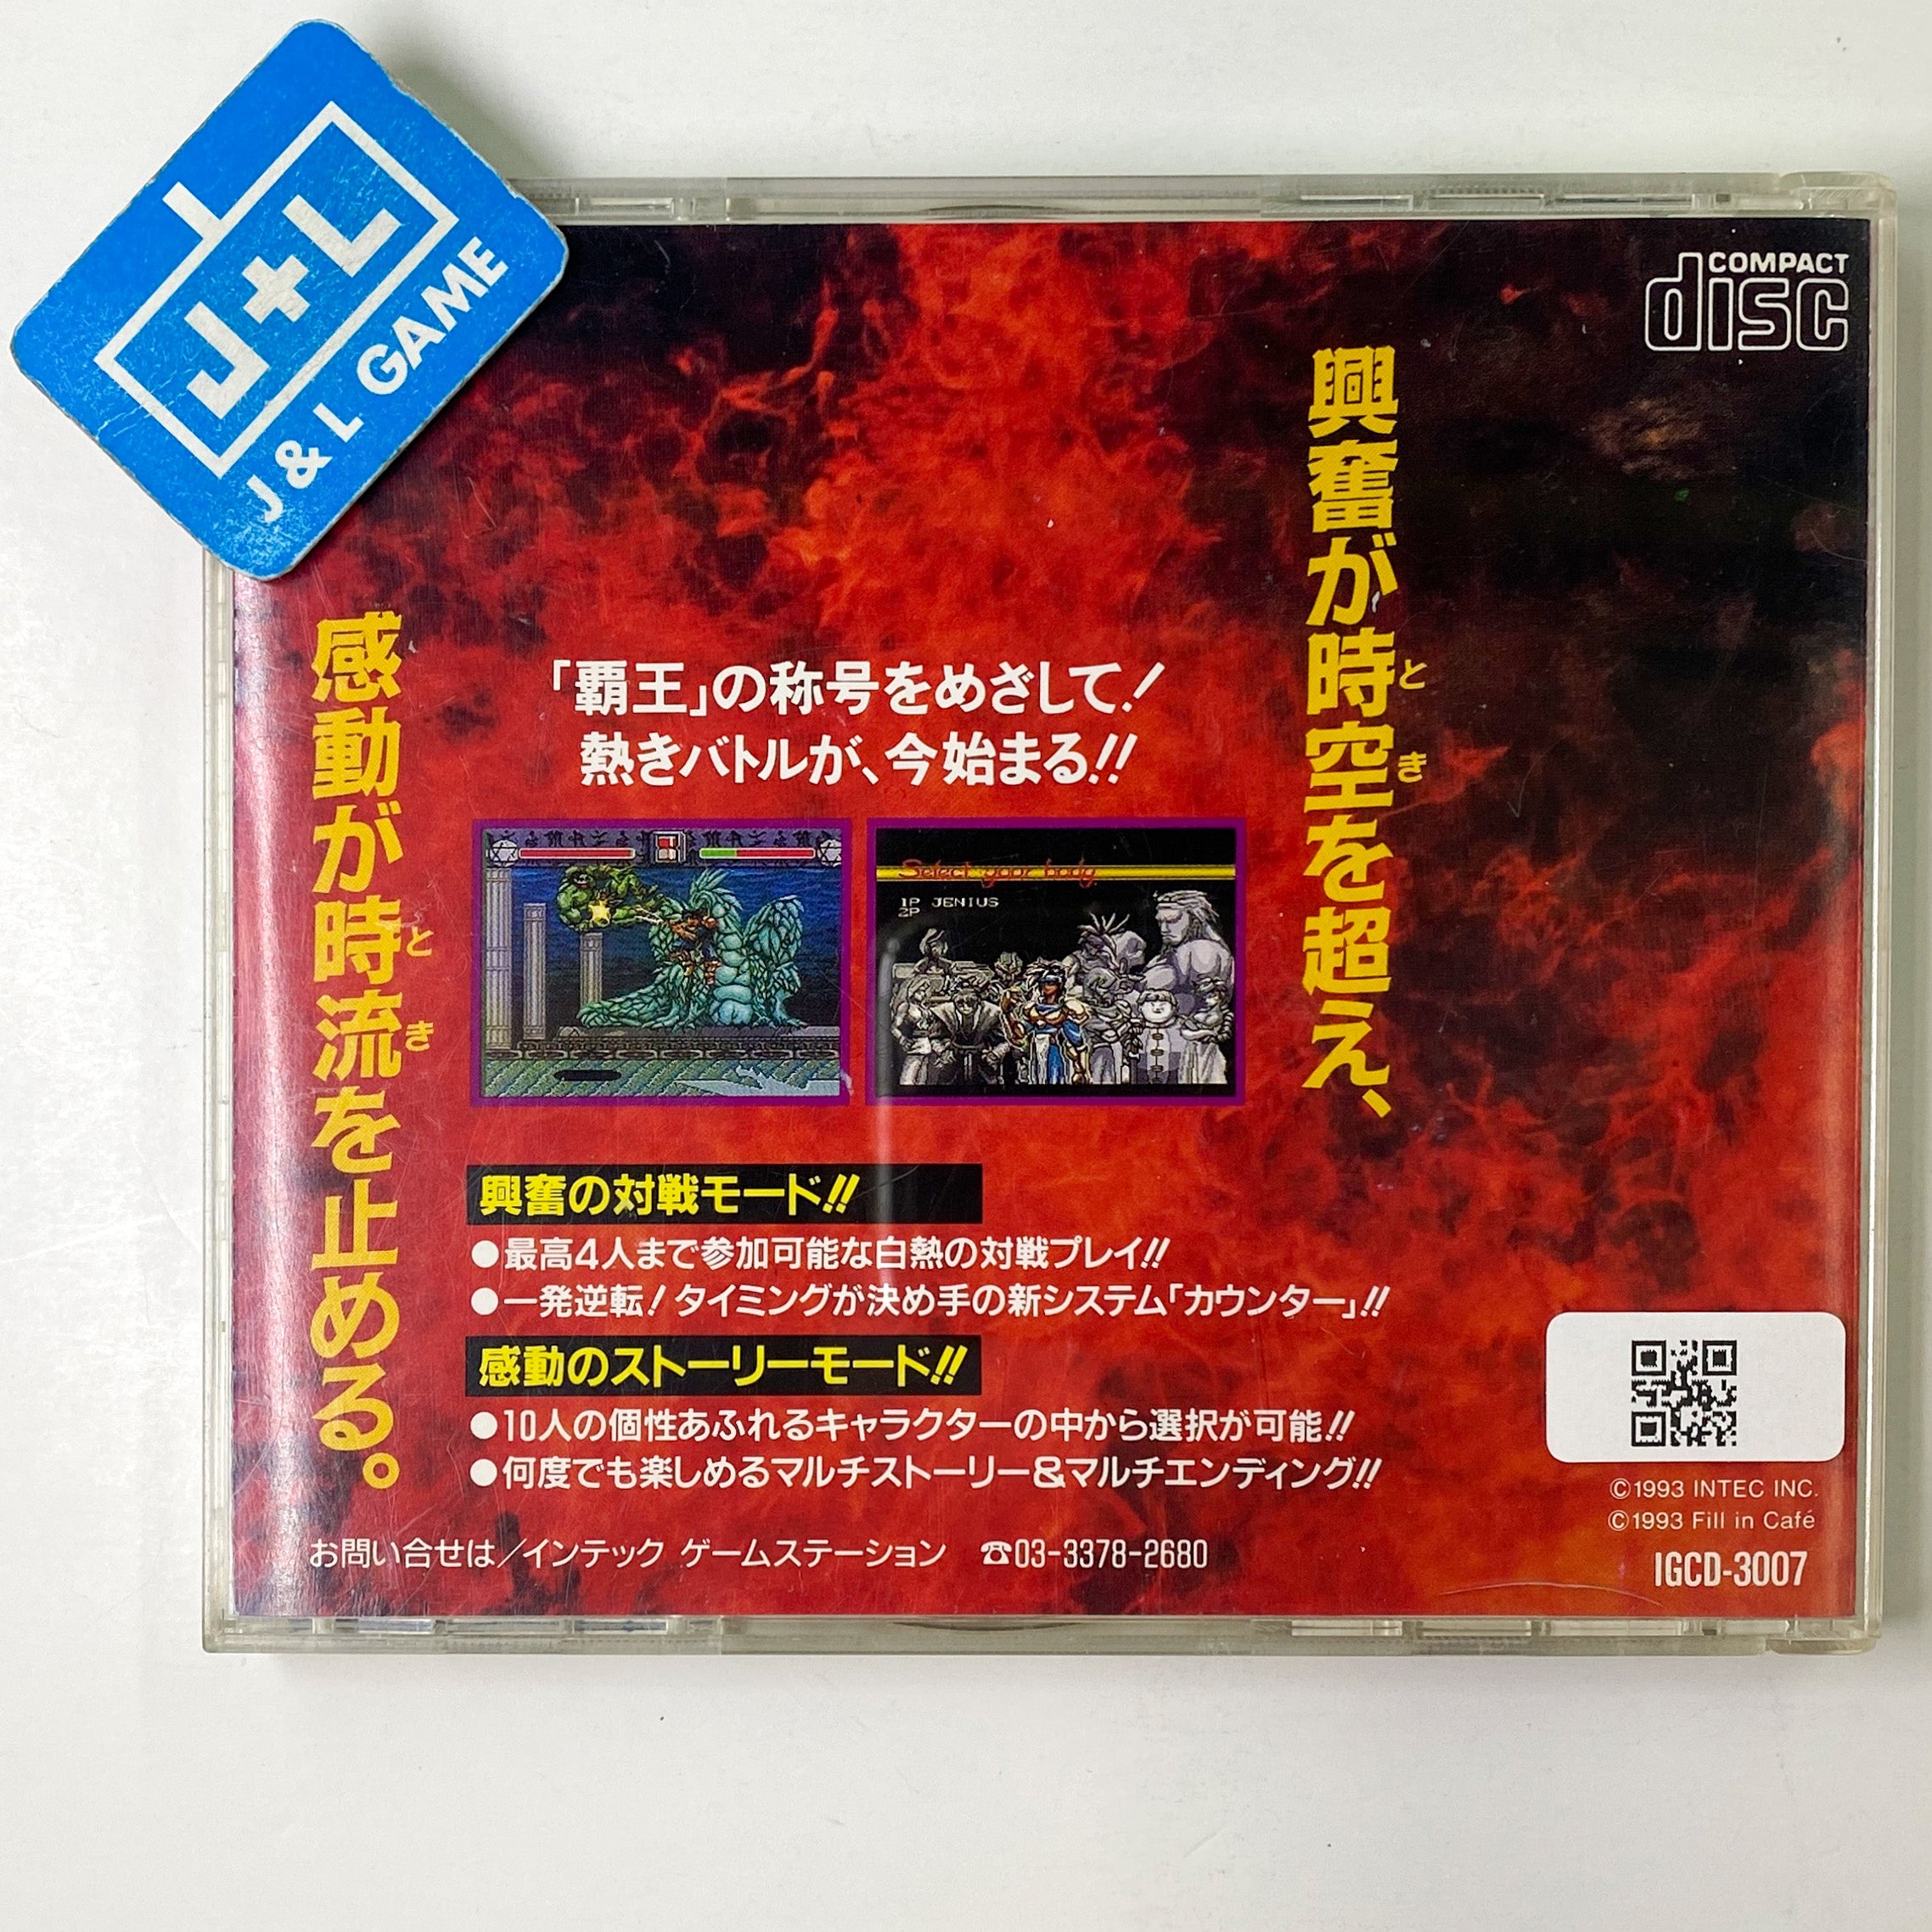 J+L
J & L GAME
COMPACT
disc
興奮が時空を超え、
とき
感動が時流を止める。
とき
「覇王」の称号をめざして!
熱きバトルが、今始まる!!
Select your body
1P JENIUS
2P
興奮の対戦モード!!
●最高4人まで参加可能な白熱の対戦プレイ!!
●一発逆転!タイミングが決め手の新システム「カウンター」!!
感動のストーリーモード!!
●10人の個性あふれるキャラクターの中から選択が可能!!
●何度でも楽しめるマルチストーリー&マルチエンディング!!
お問い合せは/インテック ゲームステーション ☎03-3378-2680
©1993 INTEC INC.
©1993 Fill in Café
IGCD-3007